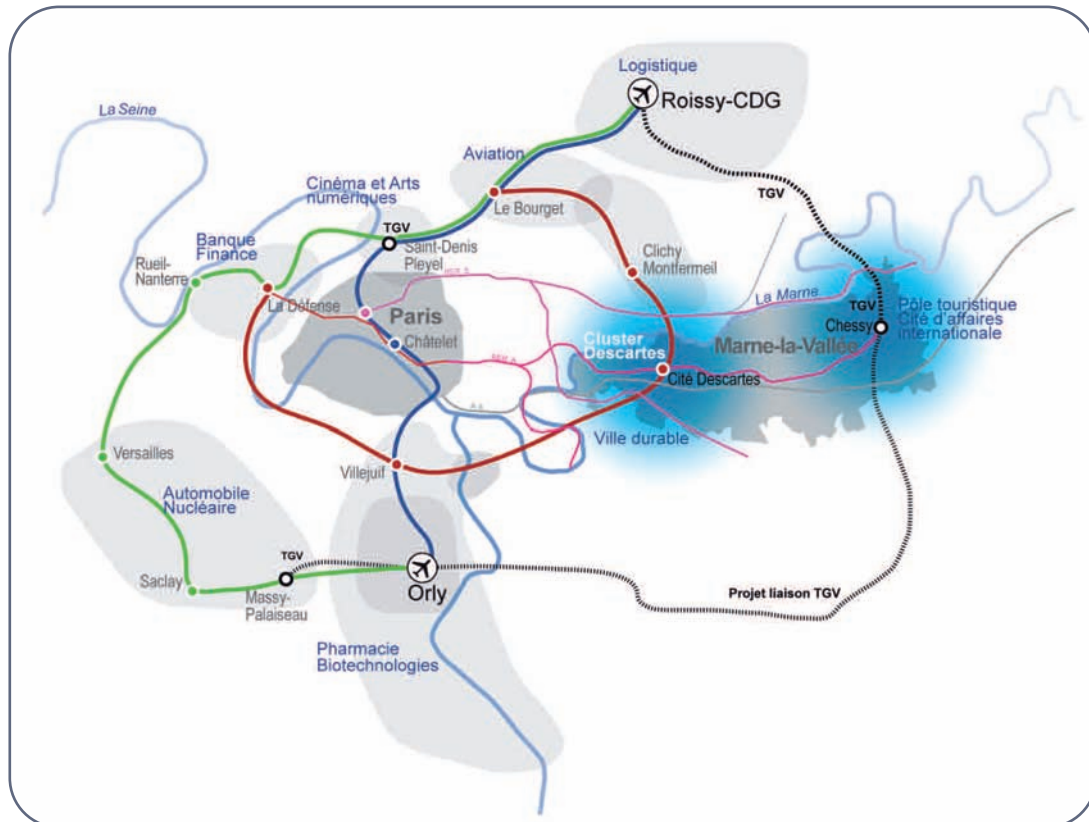 Logistique
Roissy-CDG
La Seine
Aviation
TGV
Cinéma et Arts
numériques
Le Bourget
TGV
Saint-Denis
Pleyel
Banque
Finance
Rueil-
Nanterre
Clichy
Montfermeil
RER B
La Défense
La Marne
TGV
Pôle touristique
Cité d'affaires
internationale
Paris
Chessy
Châtelet
Cluster
Descartes
Marne-la-Vallée
RER A
Cité Descartes
A 4
Ville durable
Versailles
Villejuif
Automobile
Nucléaire
TGV
Saclay
Massy-
Palaiseau
Orly
Projet liaison TGV
Pharmacie
Biotechnologies